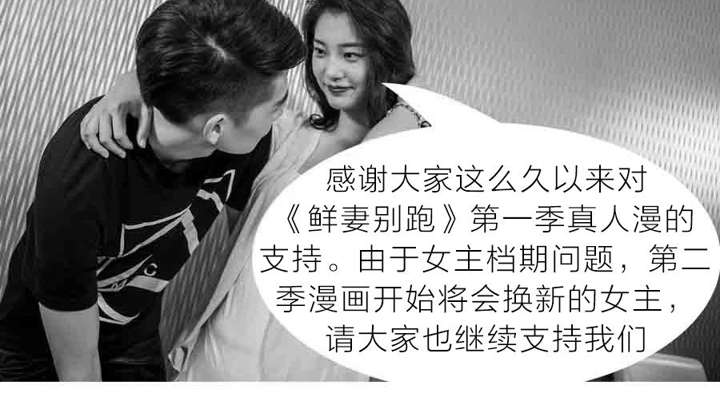 感谢大家这么久以来对
《鲜妻别跑》第一季真人漫的
支持。由于女主档期问题，第二
季漫画开始将会换新的女主，
请大家也继续支持我们